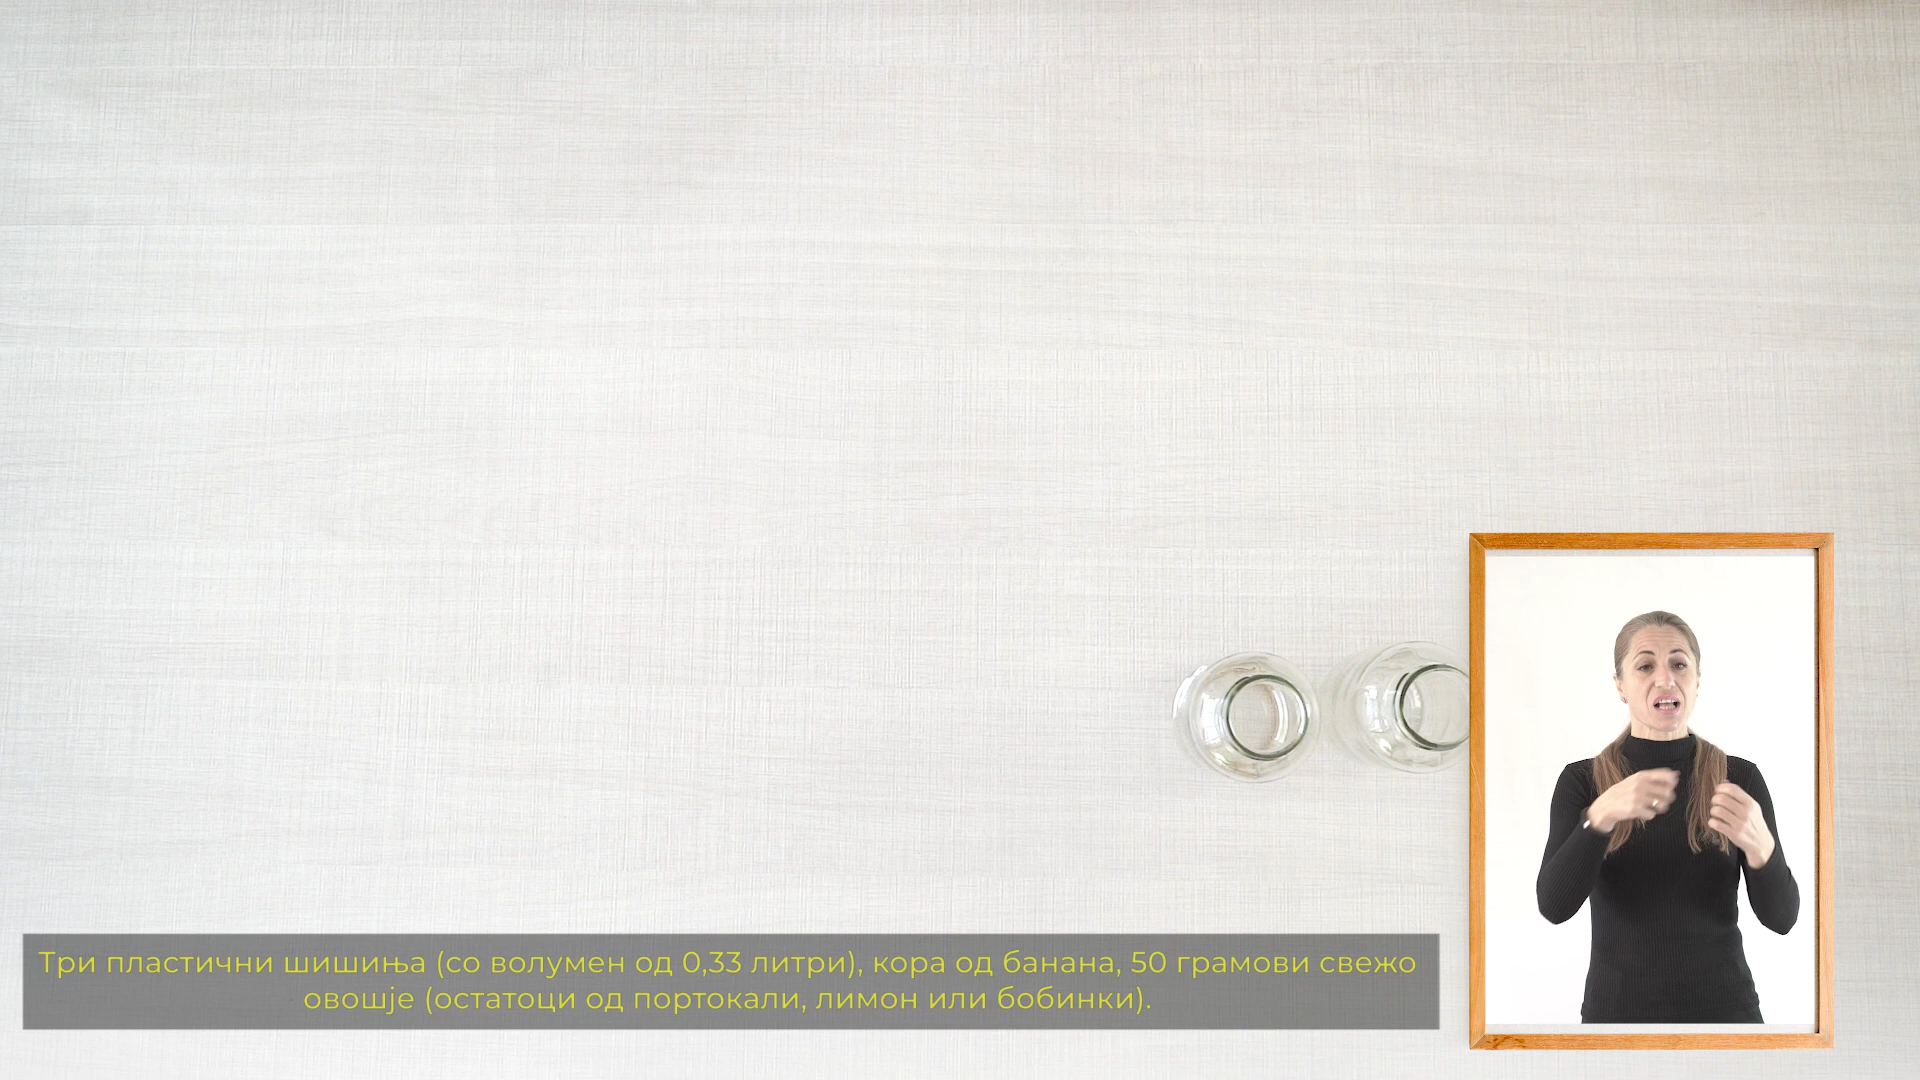 Три пластични шишиња (со волумен од 0,33 литри), кора од банана, 50 грамови свежо
овошје (остатоци од портокали, лимон или бобинки).